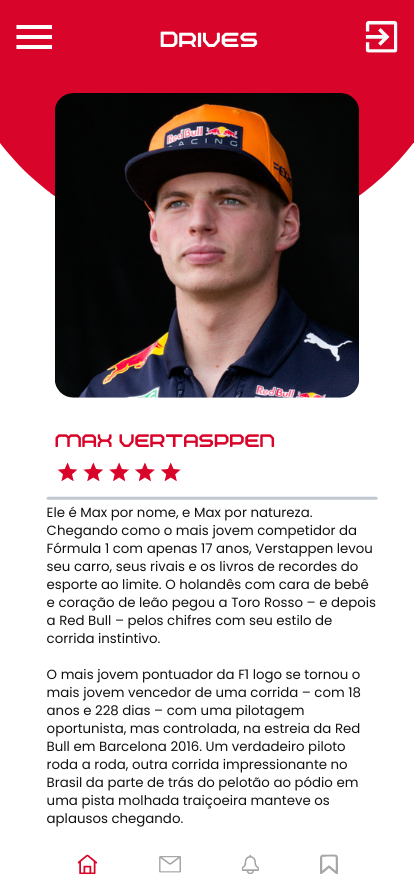 DRIVES
Red Bull
RACING
Red Bull
MAX VERTASPPEN
Ele é Max por nome, e Max por natureza.
Chegando como o mais jovem competidor da
Fórmula 1 com apenas 17 anos, Verstappen levou
seu carro, seus rivais e os livros de recordes do
esporte ao limite. O holandês com cara de bebê
e coração de leão pegou a Toro Rosso – e depois
a Red Bull – pelos chifres com seu estilo de
corrida instintivo.
O mais jovem pontuador da F1 logo se tornou o
mais jovem vencedor de uma corrida – com 18
anos e 228 dias – com uma pilotagem
oportunista, mas controlada, na estreia da Red
Bull em Barcelona 2016. Um verdadeiro piloto
roda a roda, outra corrida impressionante no
Brasil da parte de trás do pelotão ao pódio em
uma pista molhada traiçoeira manteve os
aplausos chegando.